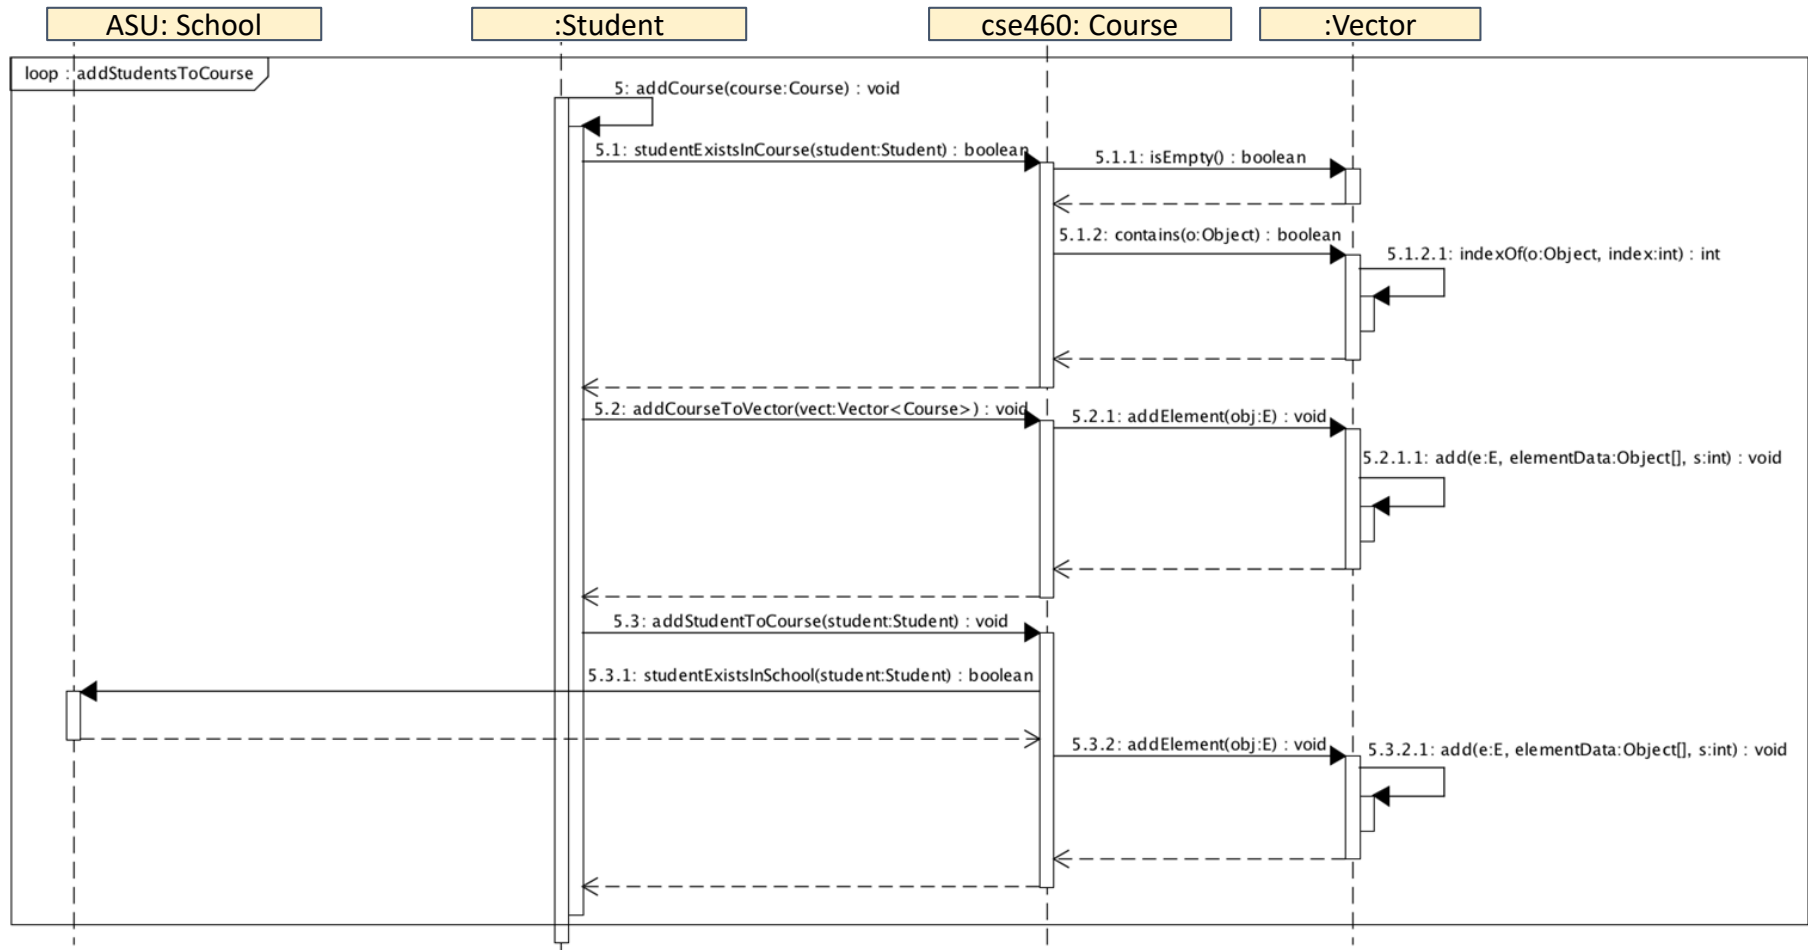 ASU: School
:Student
cse460: Course
:Vector
loop : addStudentsToCourse
5: addCourse(course:Course) : void
5.1: studentExistsInCourse(student:Student) : boolean
5.1.1: isEmpty() : boolean
5.1.2: contains(o:Object) : boolean
5.1.2.1: indexOf(o:Object, index:int) : int
5.2: addCourseToVector(vect:Vector<Course>) : void
5.2.1: addElement(obj:E) : void
5.2.1.1: add(e:E, elementData:Object[], s:int) : void
5.3: addStudentToCourse(student:Student) : void
5.3.1: studentExistsInSchool(student:Student) : boolean
5.3.2: addElement(obj:E) : void
5.3.2.1: add(e:E, elementData:Object[], s:int) : void